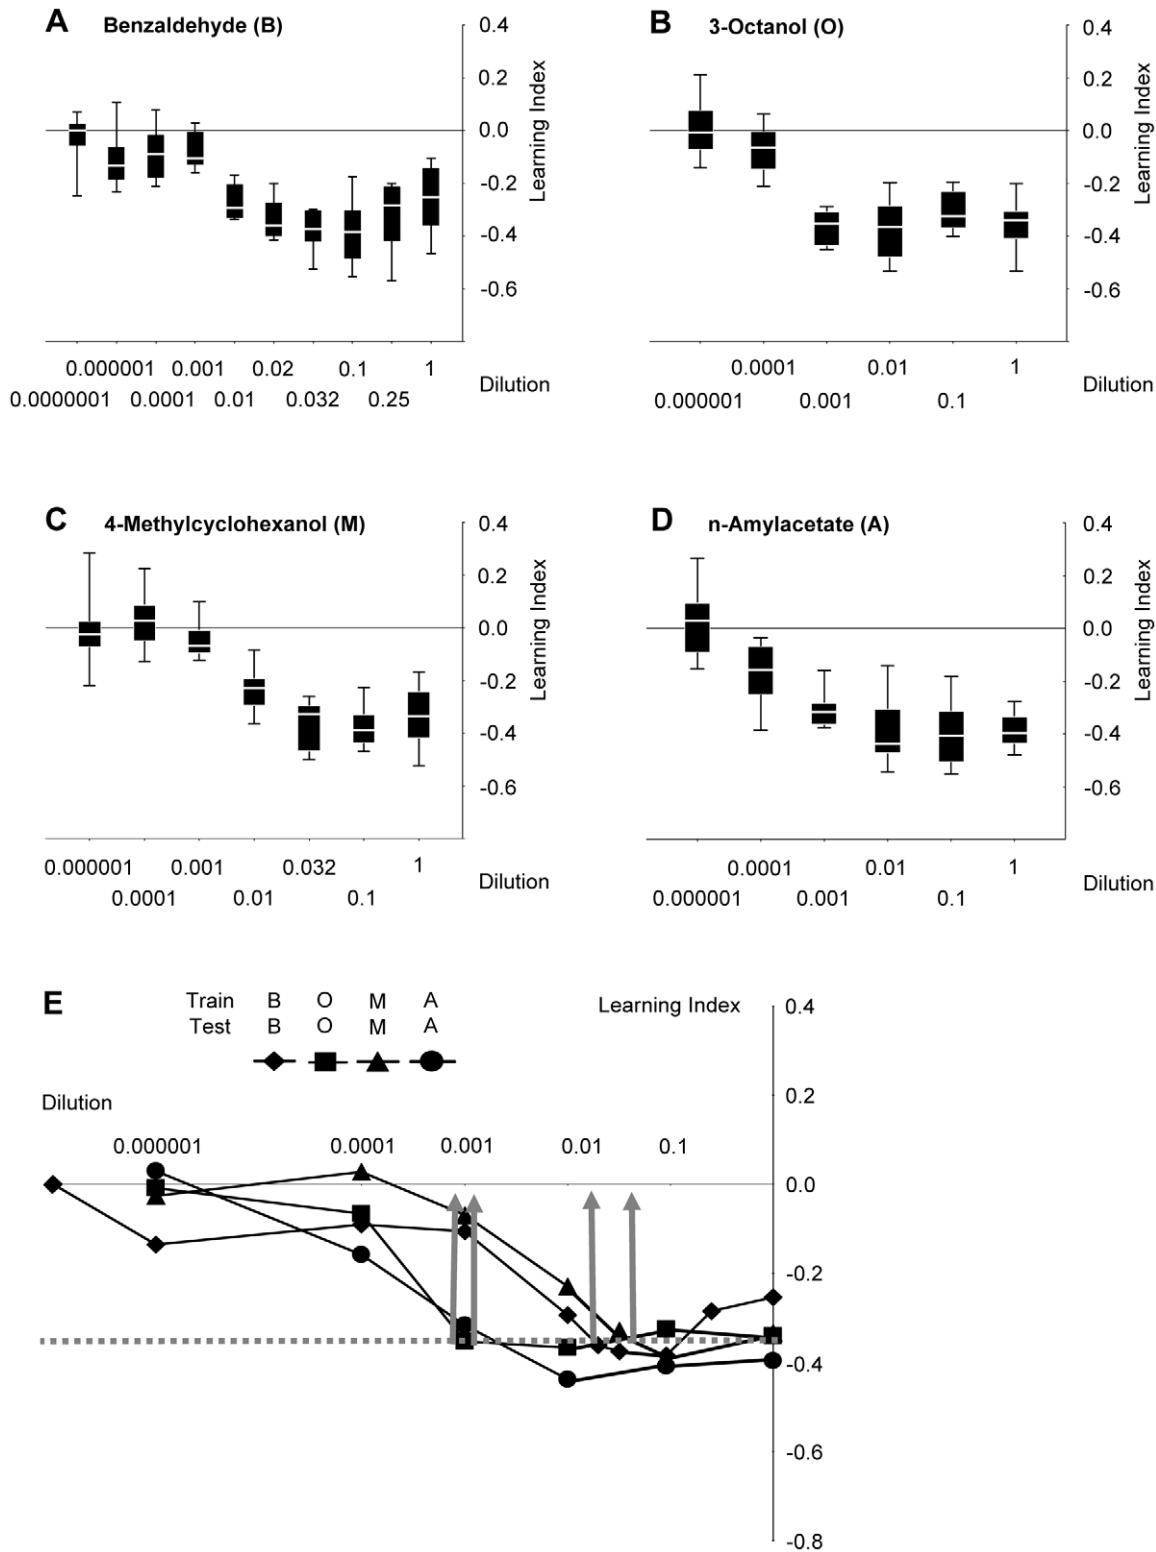 A Benzaldehyde (B)
0.4
0.2
0.0
-0.2
-0.4
-0.6
Learning Index
0.000001 0.001 0.02 0.1 1
0.0000001 0.0001 0.01 0.032 0.25
Dilution
B 3-Octanol (O)
0.4
0.2
0.0
-0.2
-0.4
-0.6
Learning Index
0.0001 0.01 1
0.000001 0.001 0.1
Dilution
C 4-Methylcyclohexanol (M)
0.4
0.2
0.0
-0.2
-0.4
-0.6
Learning Index
0.000001 0.001 0.032 1
0.0001 0.01 0.1
Dilution
D n-Amylacetate (A)
0.4
0.2
0.0
-0.2
-0.4
-0.6
Learning Index
0.0001 0.01 1
0.000001 0.001 0.1
Dilution
E
Train B O M A
Test B O M A
Learning Index
Dilution
0.000001 0.0001 0.001 0.01 0.1
0.4
0.2
0.0
-0.2
-0.4
-0.6
-0.8